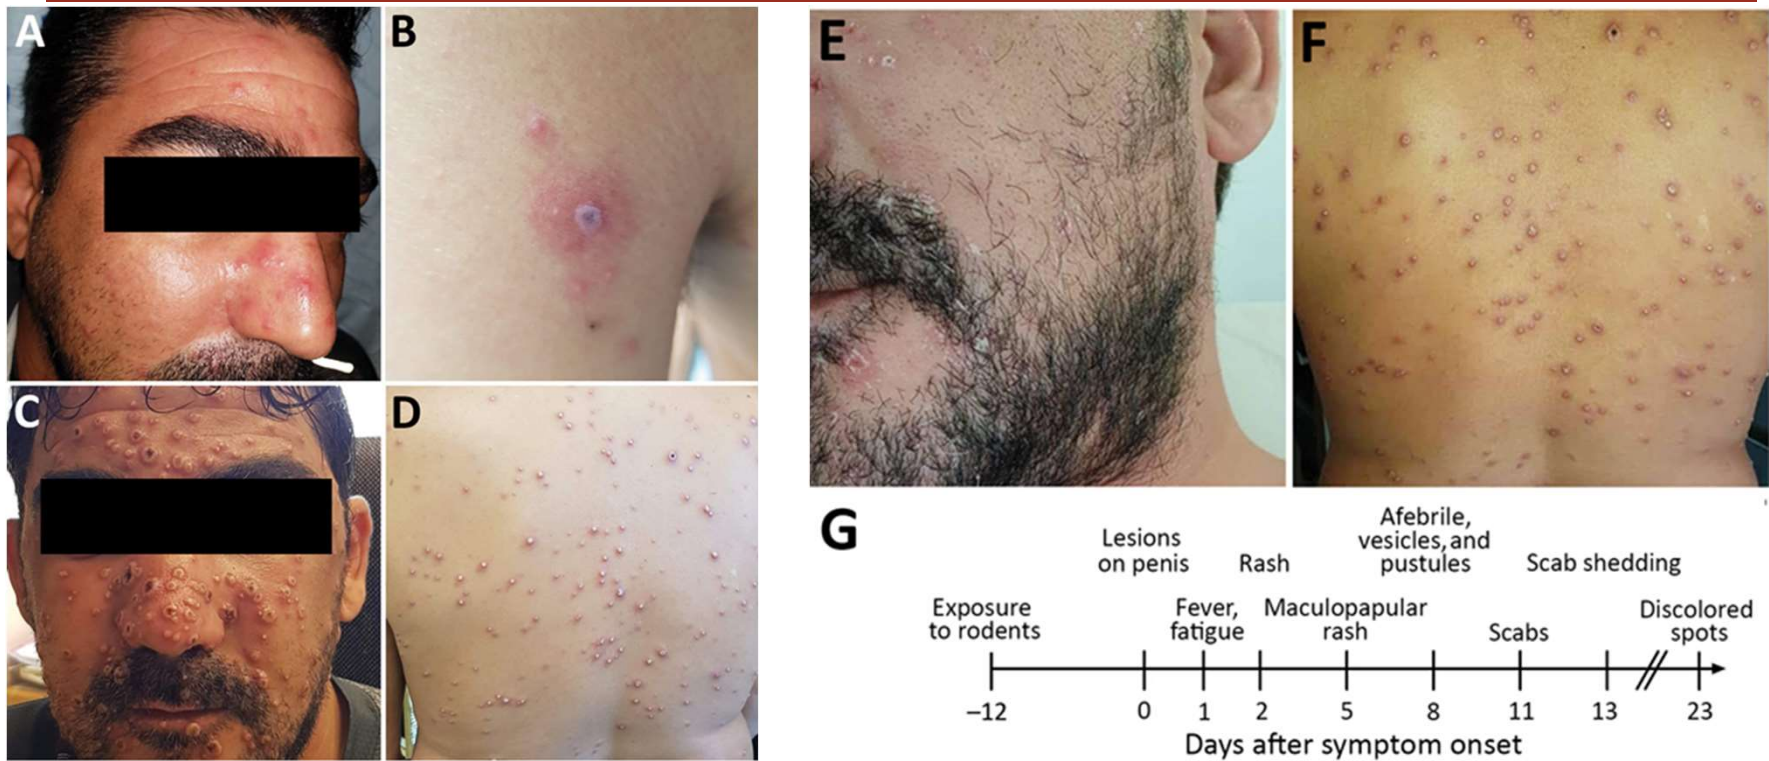 A
B
C
D
E
F
G
Lesions
on penis
Rash
Afebrile,
vesicles, and
pustules
Scab shedding
Exposure
to rodents
Fever,
fatigue
Maculopapular
rash
Scabs
Discolored
spots
–12 0 1 2 5 8 11 13 23
Days after symptom onset